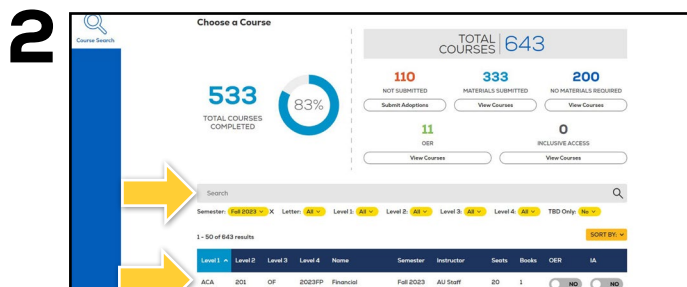 2
Course Search
Choose a Course
TOTAL COURSES 643
533
TOTAL COURSES COMPLETED
83%
110
NOT SUBMITTED
Submit Adoptions
333
MATERIALS SUBMITTED
View Courses
200
NO MATERIALS REQUIRED
View Courses
11
OER
View Courses
0
INCLUSIVE ACCESS
View Courses
Search
Semester: Fall 2023 X Letter: All Level 1: All Level 2: All Level 3: All Level 4: All TBD Only: No
1 - 50 of 643 results
SORT BY:
Level 1 Level 2 Level 3 Level 4 Name Semester Instructor Seats Books OER IA
ACA 201 OF 2023FP Financial Fall 2023 AU Staff 20 1 NO NO